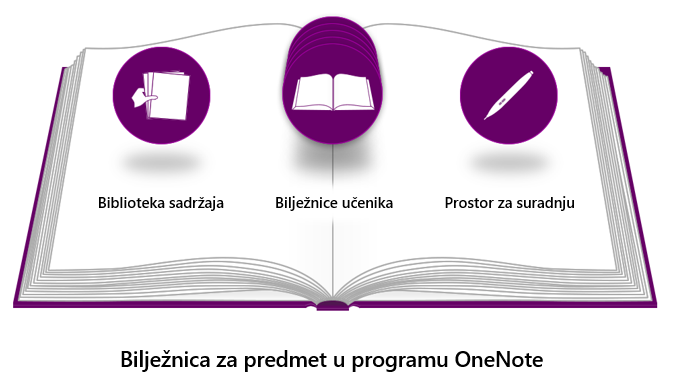 Biblioteka sadržaja
Bilježnice učenika
Prostor za suradnju
Bilježnica za predmet u programu OneNote